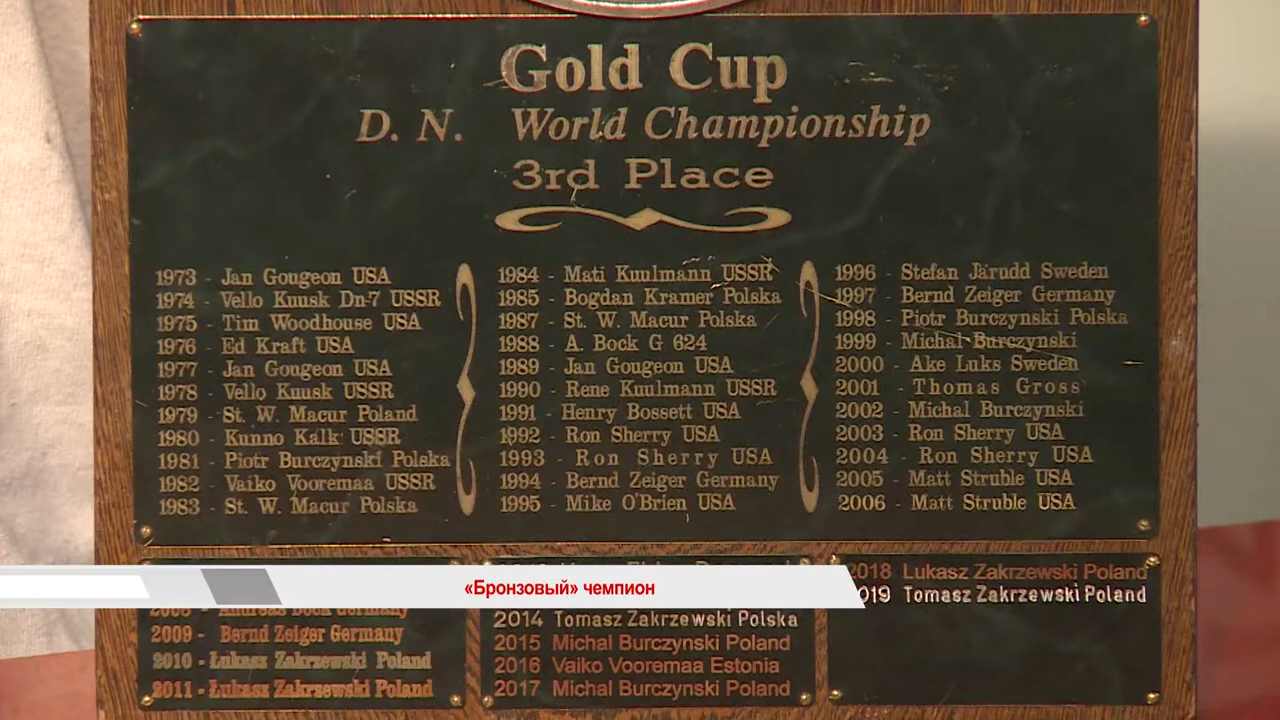 Gold Cup
D. N. World Championship
3rd Place
1973 - Jan Gougeon USA
1974 - Vello Kuusk Dn-7 USSR
1975 - Tim Woodhouse USA
1976 - Ed Kraft USA
1977 - Jan Gougeon USA
1978 - Vello Kuusk USSR
1979 - St. W. Macur Poland
1980 - Kunno Kalk USSR
1981 - Piotr Burczynski Polska
1982 - Vaiko Vooremaa USSR
1983 - St. W. Macur Polska
1984 - Mati Kuulmann USSR
1985 - Bogdan Kramer Polska
1987 - St. W. Macur Polska
1988 - A. Bock G 624
1989 - Jan Gougeon USA
1990 - Rene Kuulmann USSR
1991 - Henry Bossett USA
1992 - Ron Sherry USA
1993 - Ron Sherry USA
1994 - Bernd Zeiger Germany
1995 - Mike O'Brien USA
1996 - Stefan Järudd Sweden
1997 - Bernd Zeiger Germany
1998 - Piotr Burczynski Polska
1999 - Michal Burczynski
2000 - Ake Luks Sweden
2001 - Thomas Gross
2002 - Michal Burczynski
2003 - Ron Sherry USA
2004 - Ron Sherry USA
2005 - Matt Struble USA
2006 - Matt Struble USA
«Бронзовый» чемпион
2009 - Bernd Zeiger Germany
2010 - Łukasz Zakrzewski Poland
2011 - Łukasz Zakrzewski Poland
2014 Tomasz Zakrzewski Polska
2015 Michal Burczynski Poland
2016 Vaiko Vooremaa Estonia
2017 Michal Burczynski Poland
2018 Lukasz Zakrzewski Poland
2019 Tomasz Zakrzewski Poland